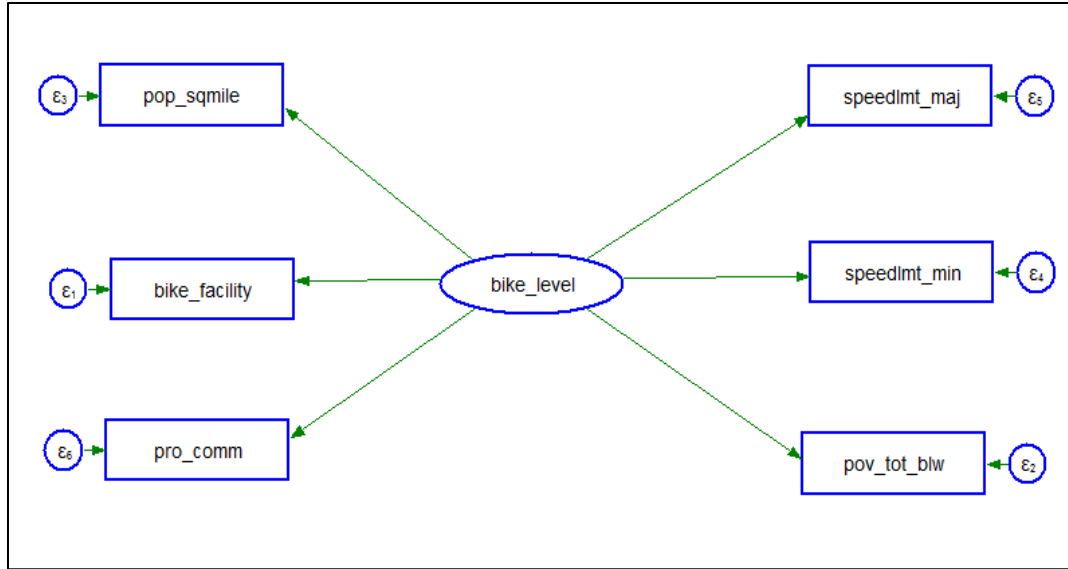 ε₃ pop_sqmile
speedlmt_maj ε₅
ε₁ bike_facility
bike_level
speedlmt_min ε₄
ε₆ pro_comm
pov_tot_blw ε₂